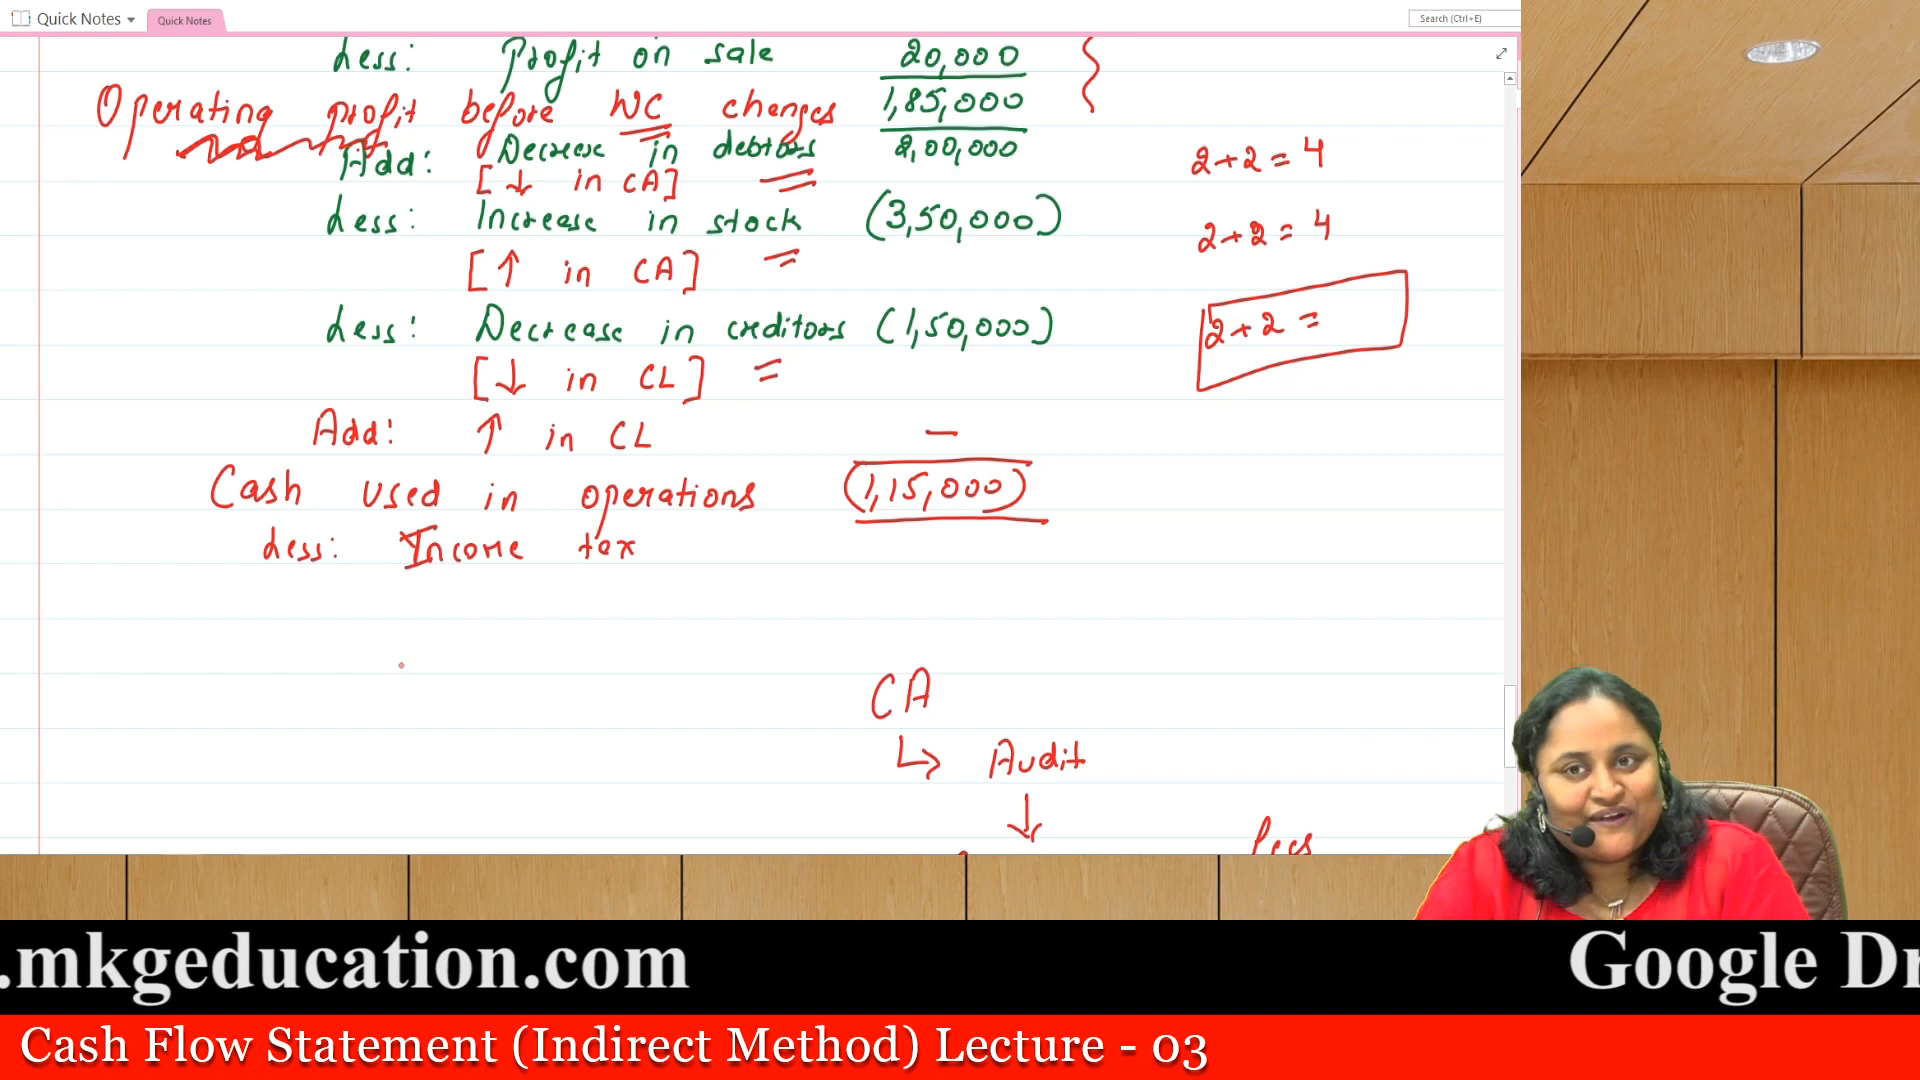 Quick Notes
Quick Notes
Search (Ctrl+E)
Less: Profit on sale 20,000
Operating profit before WC changes 1,85,000
Add: Decrease in debtors 2,00,000
[↓ in CA]
Less: Increase in stock (3,50,000)
[↑ in CA]
Less: Decrease in creditors (1,50,000)
[↓ in CL]
Add: ↑ in CL —
Cash used in operations (1,15,000)
Less: Income tax
2+2=4
2+2=4
2+2=
CA
↳ Audit
↓
.mkgeducation.com
Google Dr
Cash Flow Statement (Indirect Method) Lecture - 03